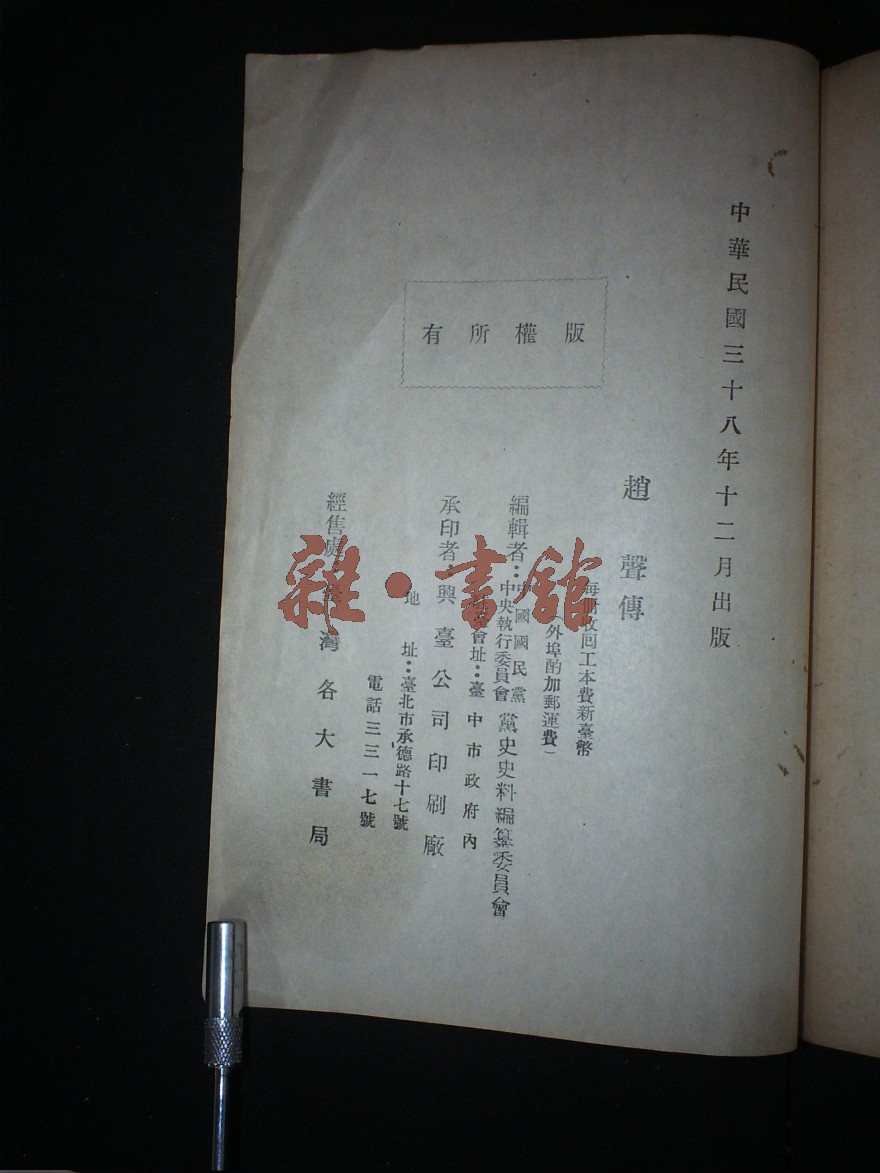 中華民國三十八年十二月出版
版權所有
趙聲傳
每冊收回工本費新臺幣
(外埠酌加郵運費)
編輯者：中國國民黨
中央執行委員會
黨史史料編纂委員會
會址：臺中市政府內
承印者：興臺公司印刷廠
地址：臺北市承德路十七號
電話三三一七號
經售處
灣各大書局
雜·書館